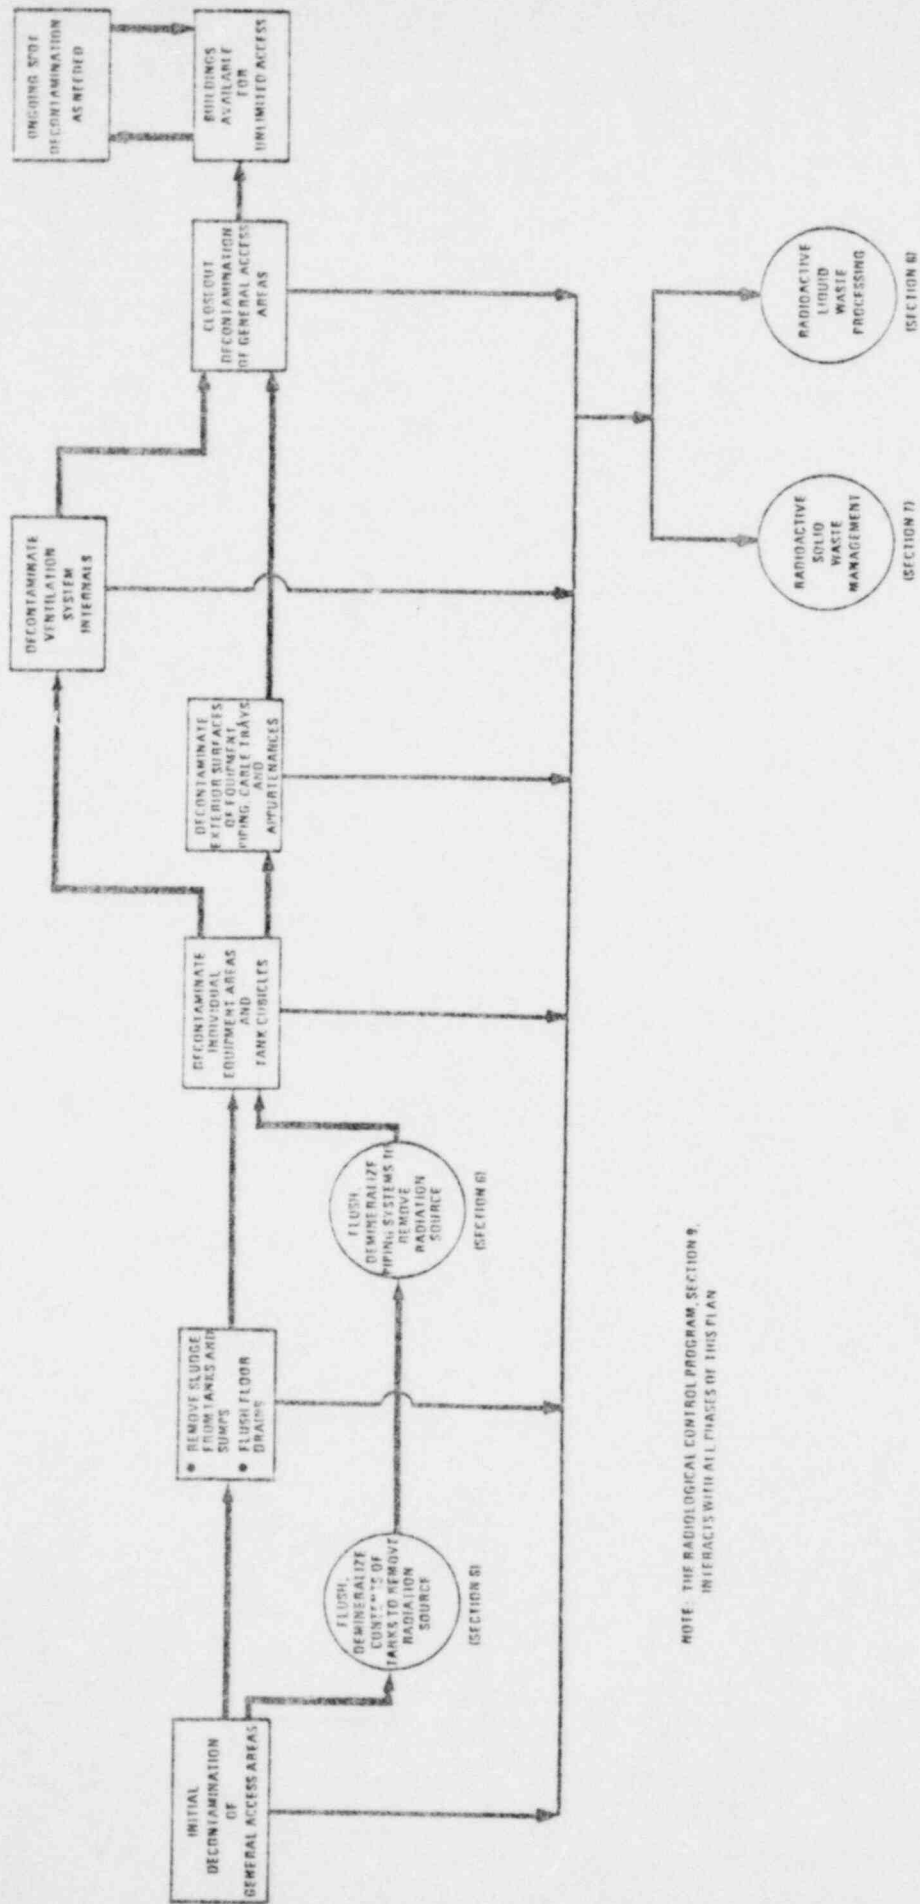 INITIAL
DECONTAMINATION
OF
GENERAL ACCESS AREAS
● REMOVE SLUDGE
FROM TANKS AND
SUMPS
● FLUSH FLOOR
DRAINS
FLUSH,
DEMINERALIZE
CONTENTS OF
TANKS TO REMOVE
RADIATION
SOURCE
(SECTION 5)
FLUSH,
DEMINERALIZE
PIPING SYSTEMS TO
REMOVE
RADIATION
SOURCE
(SECTION 6)
DECONTAMINATE
INDIVIDUAL
EQUIPMENT AREAS
AND
TANK CUBICLES
DECONTAMINATE
EXTERIOR SURFACES
OF EQUIPMENT,
PIPING, CABLE TRAYS
AND
APPURTENANCES
DECONTAMINATE
VENTILATION
SYSTEM
INTERNALS
CLOSEOUT
DECONTAMINATION
OF GENERAL ACCESS
AREAS
ONGOING SPOT
DECONTAMINATION
AS NEEDED
BUILDINGS
AVAILABLE
FOR
UNLIMITED ACCESS
RADIOACTIVE
SOLID
WASTE
MANAGEMENT
(SECTION 7)
RADIOACTIVE
LIQUID
WASTE
PROCESSING
(SECTION 6)
NOTE: THE RADIOLOGICAL CONTROL PROGRAM, SECTION 9,
INTERACTS WITH ALL PHASES OF THIS PLAN